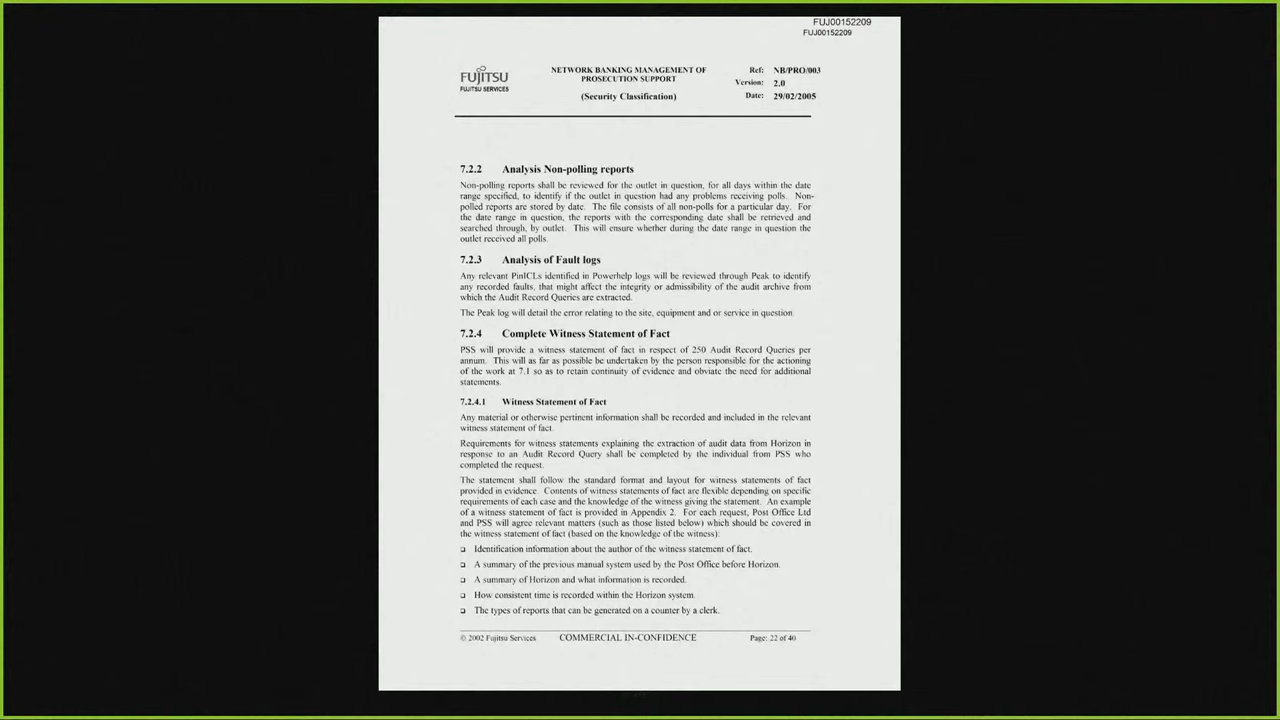 FUJ00152209
FUJ00152209
FUJITSU
FUJITSU SERVICES
NETWORK BANKING MANAGEMENT OF
PROSECUTION SUPPORT
(Security Classification)
Ref: NB/PRO/003
Version: 2.0
Date: 29/02/2005
7.2.2 Analysis Non-polling reports
Non-polling reports shall be reviewed for the outlet in question, for all days within the date
range specified, to identify if the outlet in question had any problems receiving polls. Non-
polled reports are stored by date. The file consists of all non-polls for a particular day. For
the date range in question, the reports with the corresponding date shall be retrieved and
searched through, by outlet. This will ensure whether during the date range in question the
outlet received all polls.
7.2.3 Analysis of Fault logs
Any relevant PinICLs identified in Powerhelp logs will be reviewed through Peak to identify
any recorded faults, that might affect the integrity or admissibility of the audit archive from
which the Audit Record Queries are extracted.
The Peak log will detail the error relating to the site, equipment and or service in question.
7.2.4 Complete Witness Statement of Fact
PSS will provide a witness statement of fact in respect of 250 Audit Record Queries per
annum. This will as far as possible be undertaken by the person responsible for the actioning
of the work at 7.1 so as to retain continuity of evidence and obviate the need for additional
statements.
7.2.4.1 Witness Statement of Fact
Any material or otherwise pertinent information shall be recorded and included in the relevant
witness statement of fact.
Requirements for witness statements explaining the extraction of audit data from Horizon in
response to an Audit Record Query shall be completed by the individual from PSS who
completed the request.
The statement shall follow the standard format and layout for witness statements of fact
provided in evidence. Contents of witness statements of fact are flexible depending on specific
requirements of each case and the knowledge of the witness giving the statement. An example
of a witness statement of fact is provided in Appendix 2. For each request, Post Office Ltd
and PSS will agree relevant matters (such as those listed below) which should be covered in
the witness statement of fact (based on the knowledge of the witness):
❑ Identification information about the author of the witness statement of fact.
❑ A summary of the previous manual system used by the Post Office before Horizon.
❑ A summary of Horizon and what information is recorded.
❑ How consistent time is recorded within the Horizon system.
❑ The types of reports that can be generated on a counter by a clerk.
© 2002 Fujitsu Services COMMERCIAL IN-CONFIDENCE Page: 22 of 40